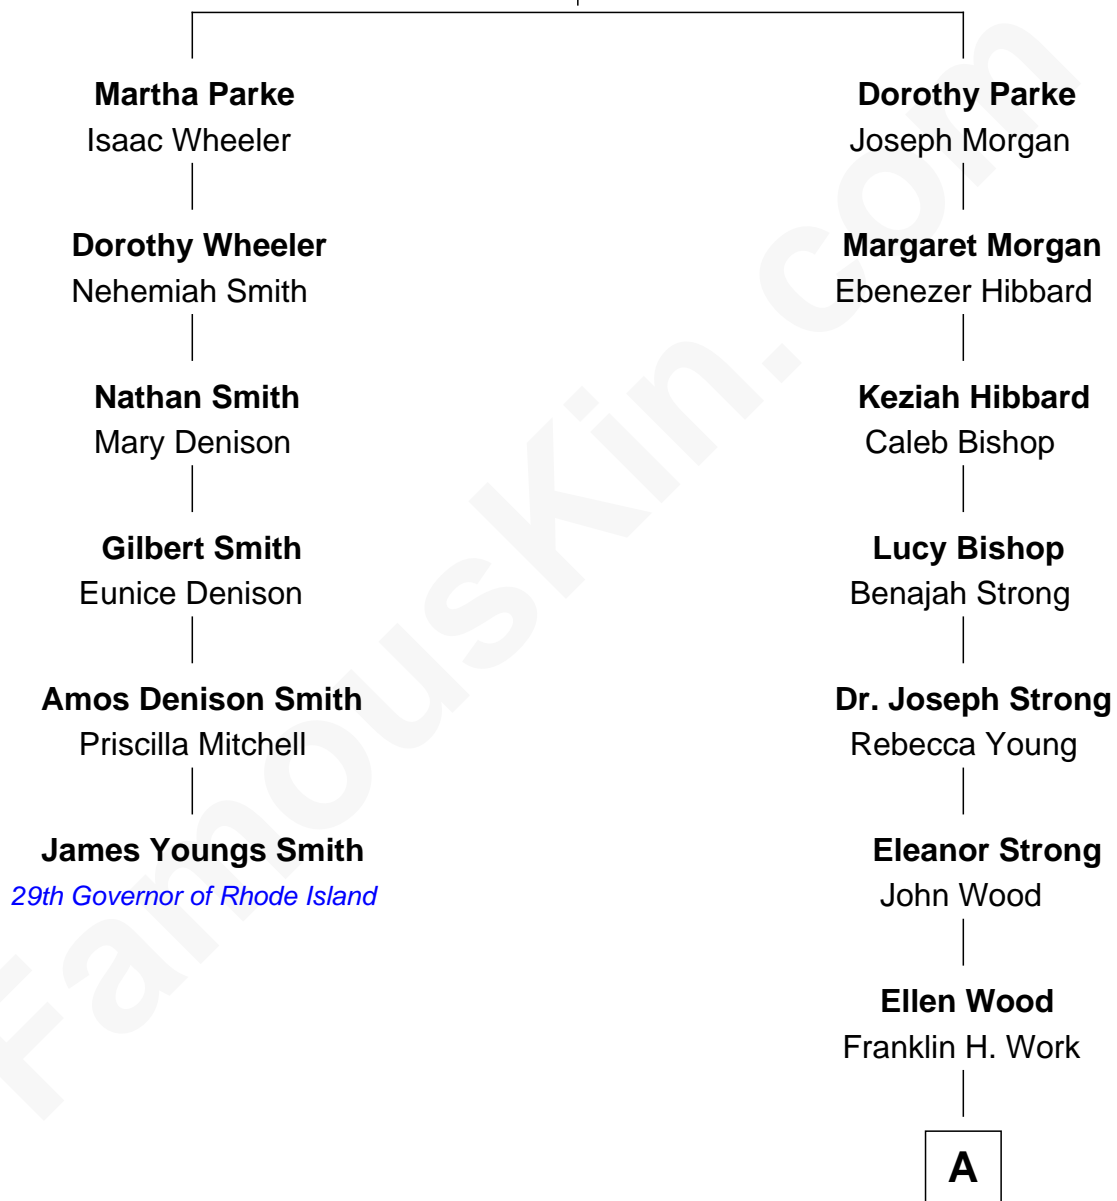 Martha Parke
Isaac Wheeler
Dorothy Parke
Joseph Morgan
Dorothy Wheeler
Nehemiah Smith
Margaret Morgan
Ebenezer Hibbard
Nathan Smith
Mary Denison
Keziah Hibbard
Caleb Bishop
Gilbert Smith
Eunice Denison
Lucy Bishop
Benajah Strong
Amos Denison Smith
Priscilla Mitchell
Dr. Joseph Strong
Rebecca Young
James Youngs Smith
29th Governor of Rhode Island
Eleanor Strong
John Wood
Ellen Wood
Franklin H. Work
A
FamousKin.com